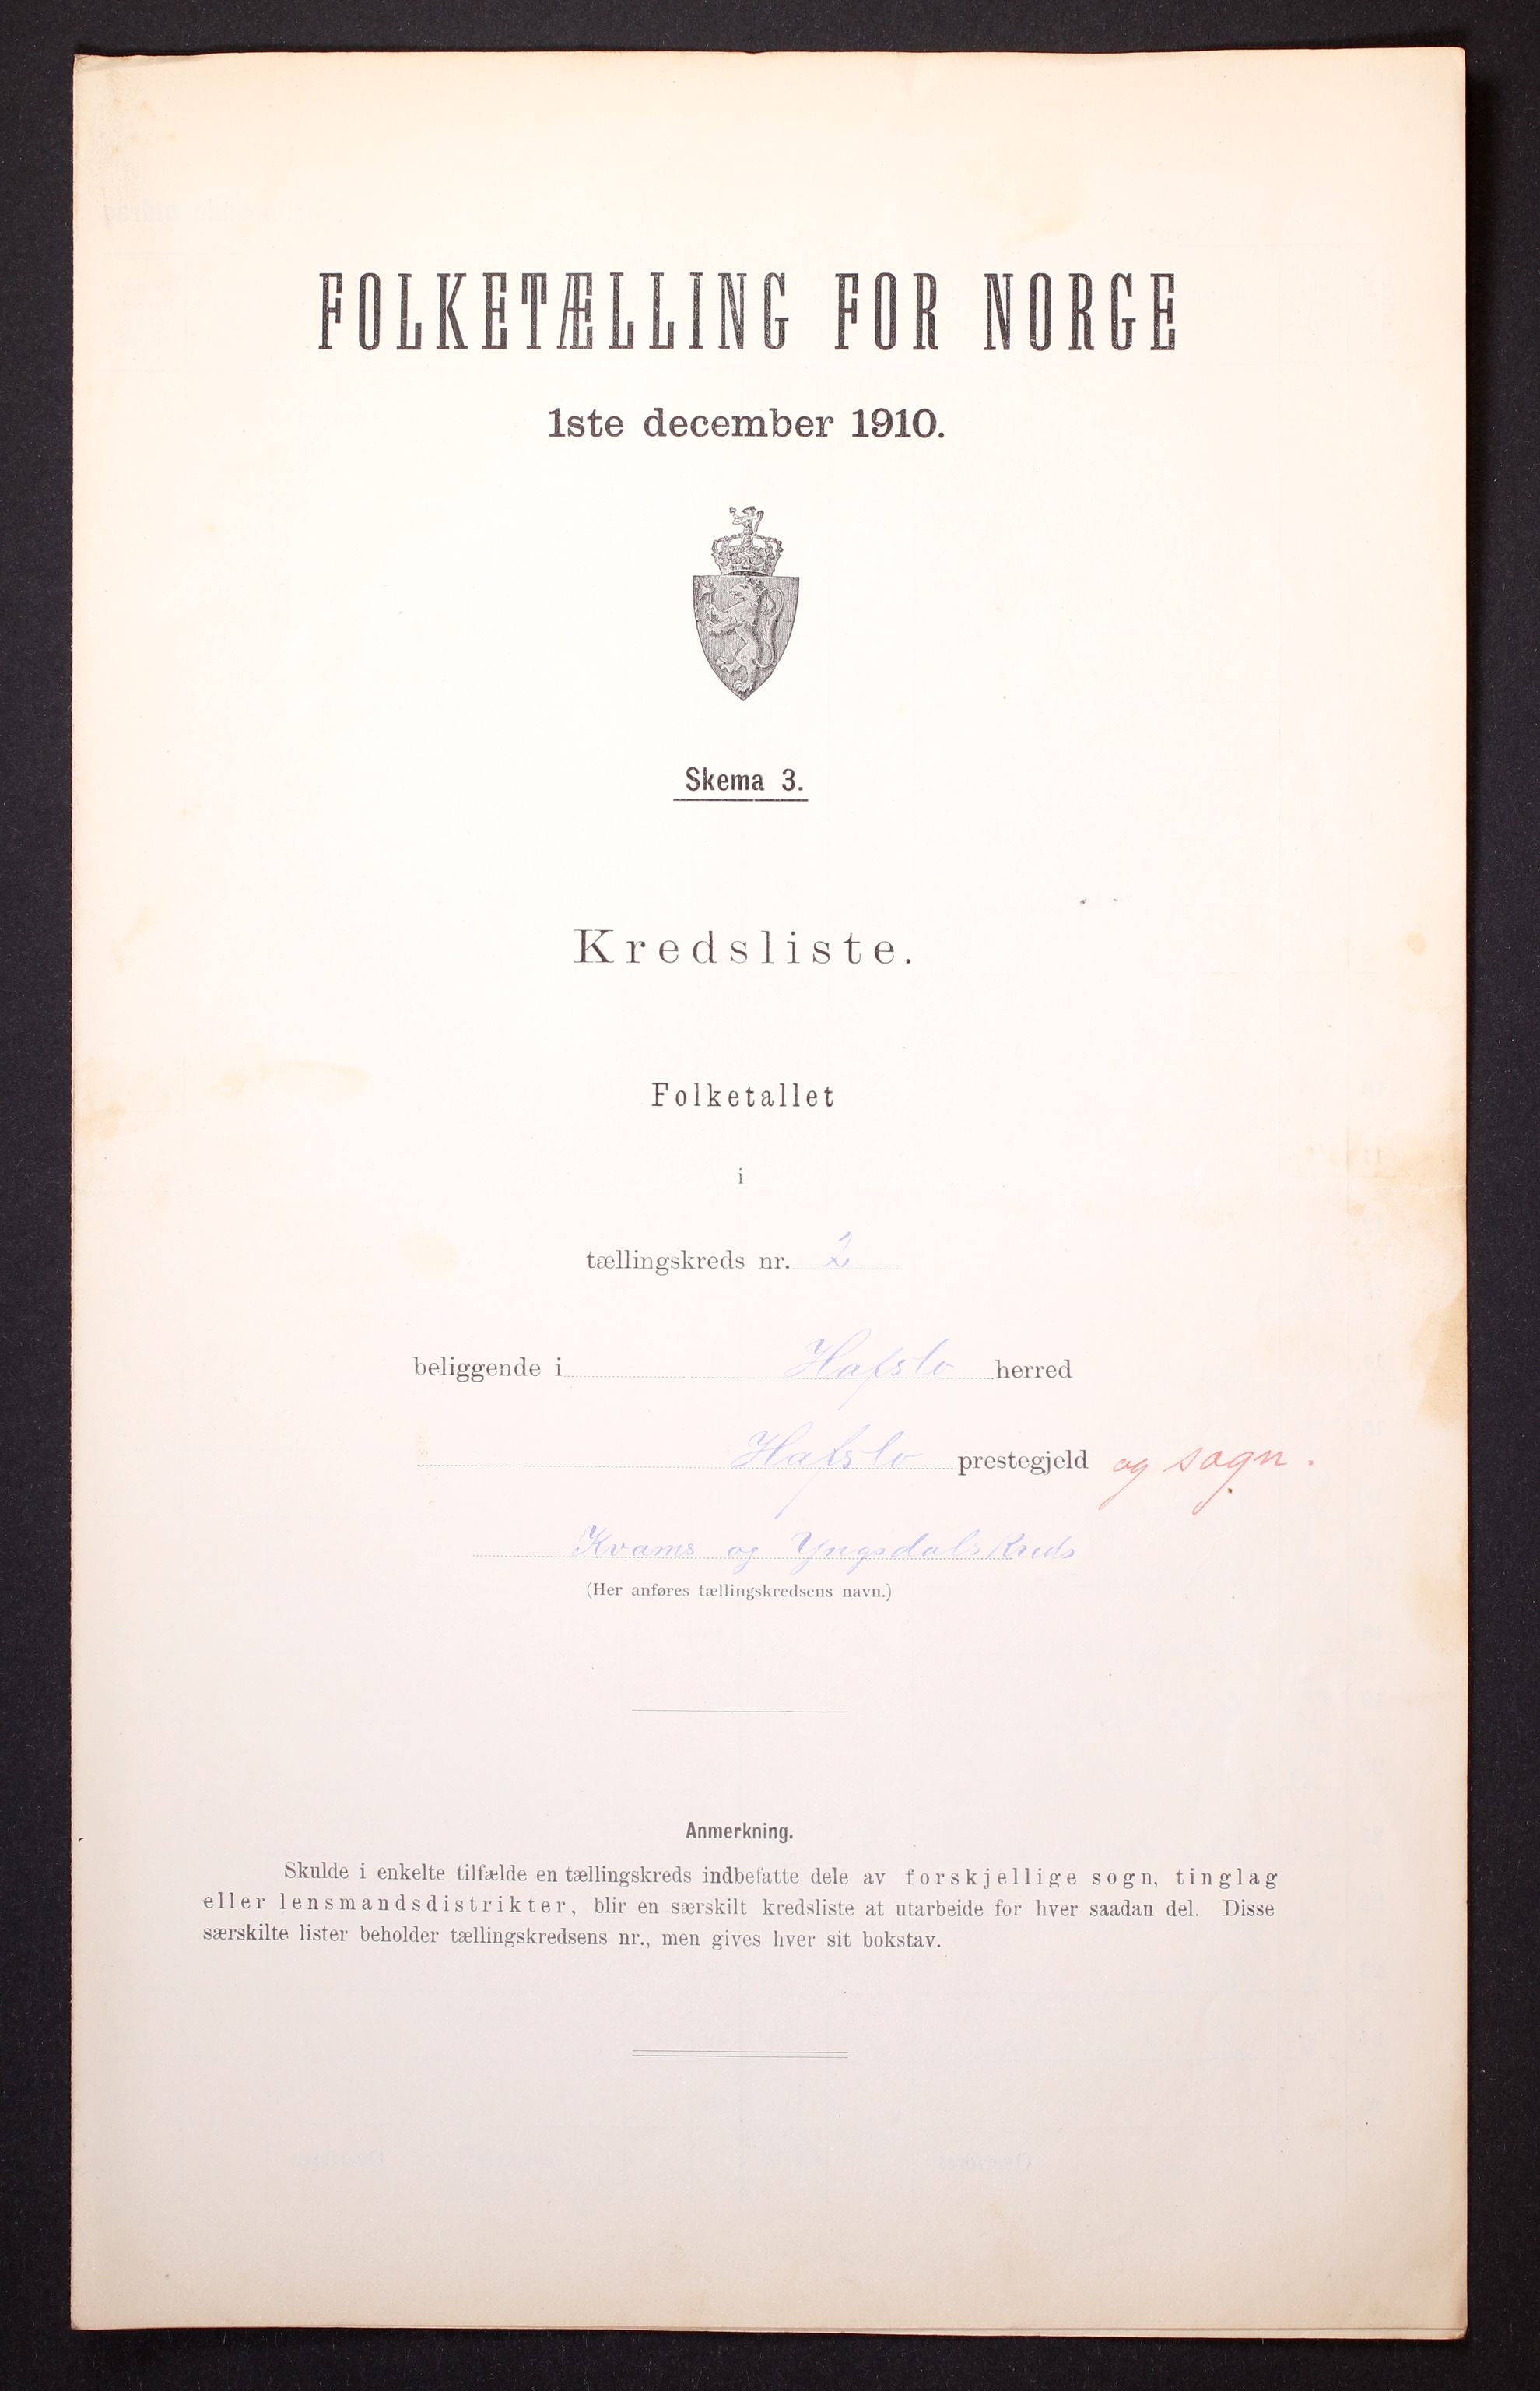 FOLKETÆLLING FOR NORGE
1ste december 1910.
Skema 3.
Kredsliste.
Folketallet
i
tællingskreds nr. 2
beliggende i Hafslo herred
Hafslo prestegjeld og sogn.
Kvams og Yngsdals Kreds
(Her anføres tællingskredsens navn.)
Anmerkning.
Skulde i enkelte tilfælde en tællingskreds indbefatte dele av forskjellige sogn, tinglag
eller lensmandsdistrikter, blir en særskilt kredsliste at utarbeide for hver saadan del. Disse
særskilte lister beholder tællingskredsens nr., men gives hver sit bokstav.